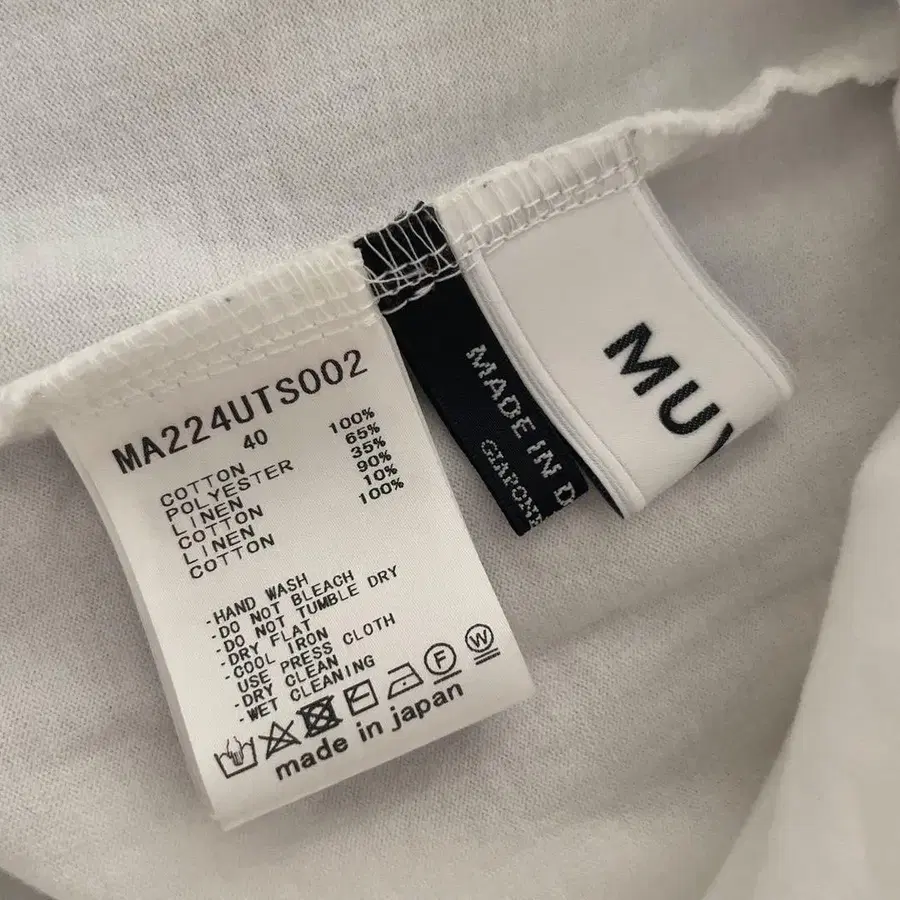 MA224UTS002
40
COTTON 100%
POLYESTER 65%
LINEN 35%
COTTON 90%
LINEN 10%
COTTON 100%
-HAND WASH
-DO NOT BLEACH
-DO NOT TUMBLE DRY
-DRY FLAT
-COOL IRON
USE PRESS CLOTH
-DRY CLEAN
-WET CLEANING
F W
made in japan
MADE IN